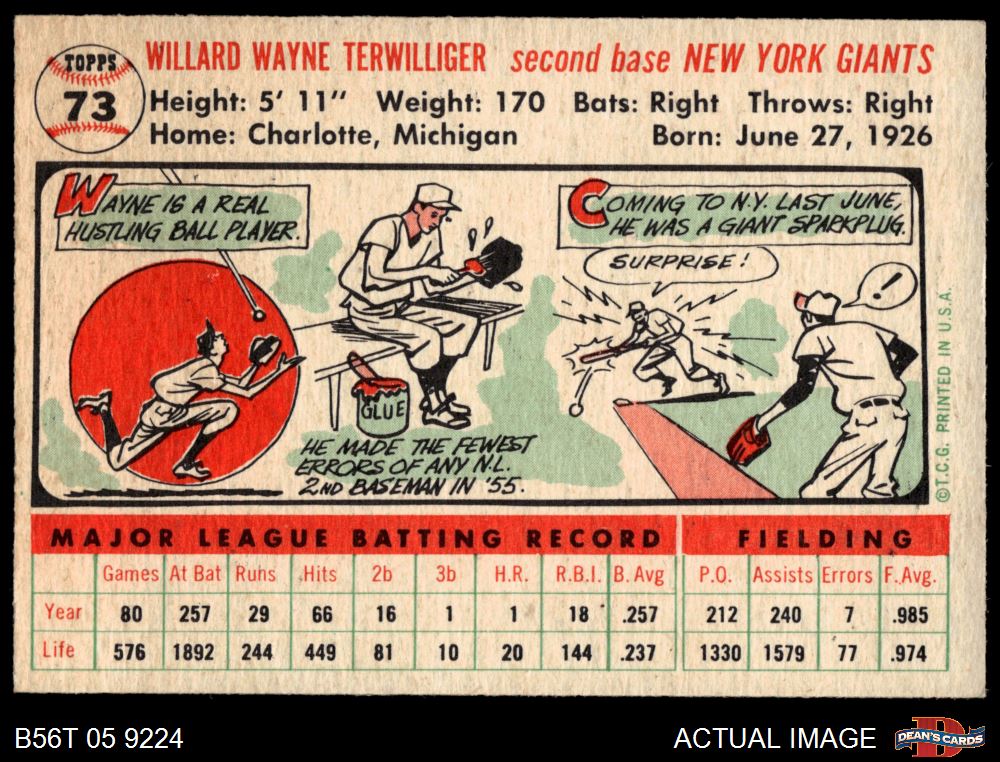 TOPPS
73
WILLARD WAYNE TERWILLIGER second base NEW YORK GIANTS
Height: 5' 11" Weight: 170 Bats: Right Throws: Right
Home: Charlotte, Michigan Born: June 27, 1926
WAYNE IS A REAL
HUSTLING BALL PLAYER.
GLUE
HE MADE THE FEWEST
ERRORS OF ANY N.L.
2ND BASEMAN IN '55.
COMING TO N.Y. LAST JUNE,
HE WAS A GIANT SPARKPLUG.
SURPRISE!
!
©T.C.G. PRINTED IN U.S.A.
MAJOR LEAGUE BATTING RECORD FIELDING
Games At Bat Runs Hits 2b 3b H.R. R.B.I. B. Avg P.O. Assists Errors F.Avg.
Year 80 257 29 66 16 1 1 18 .257 212 240 7 .985
Life 576 1892 244 449 81 10 20 144 .237 1330 1579 77 .974
B56T 05 9224 ACTUAL IMAGE DEAN'S CARDS